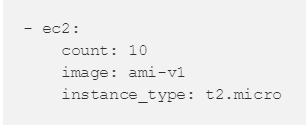 - ec2:
    count: 10
    image: ami-v1
    instance_type: t2.micro